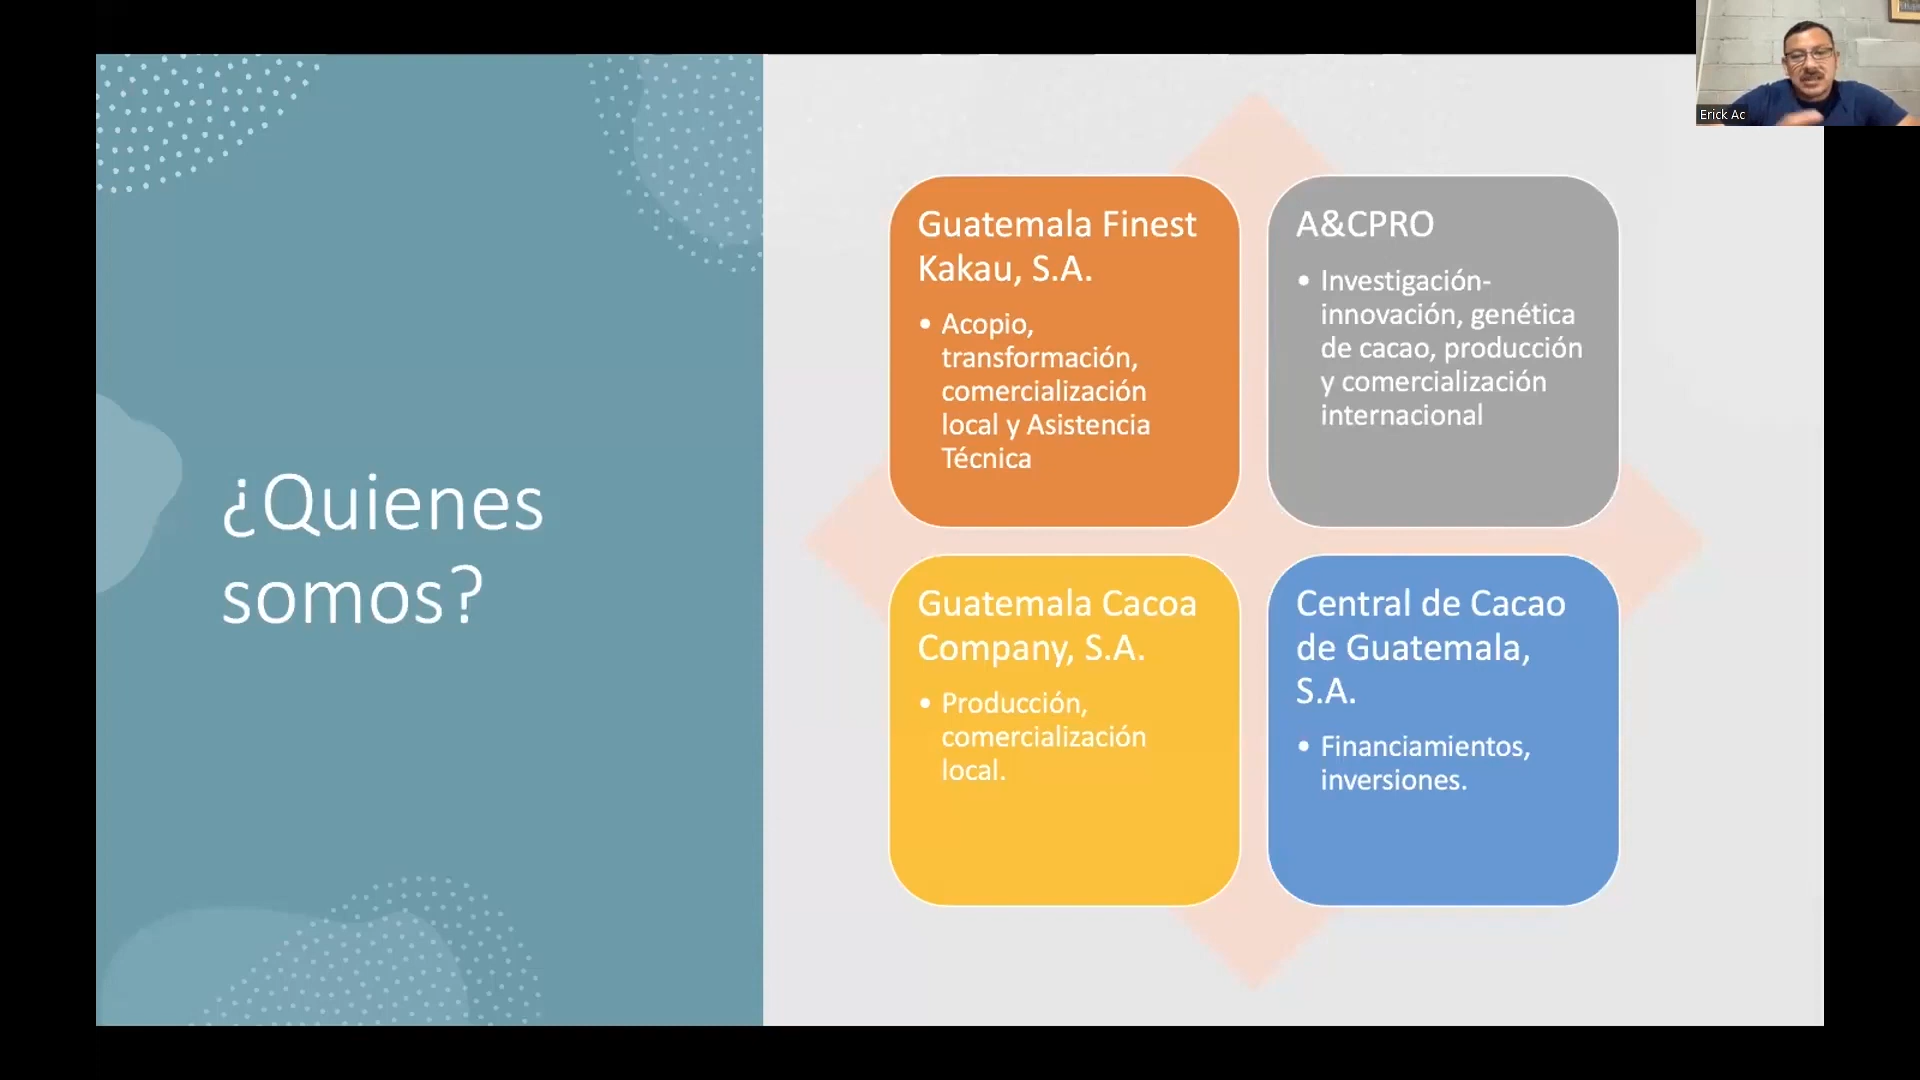 ¿Quienes
somos?
Guatemala Finest
Kakau, S.A.
• Acopio,
transformación,
comercialización
local y Asistencia
Técnica
A&CPRO
• Investigación-
innovación, genética
de cacao, producción
y comercialización
internacional
Guatemala Cacoa
Company, S.A.
• Producción,
comercialización
local.
Central de Cacao
de Guatemala,
S.A.
• Financiamientos,
inversiones.
Erick Ac